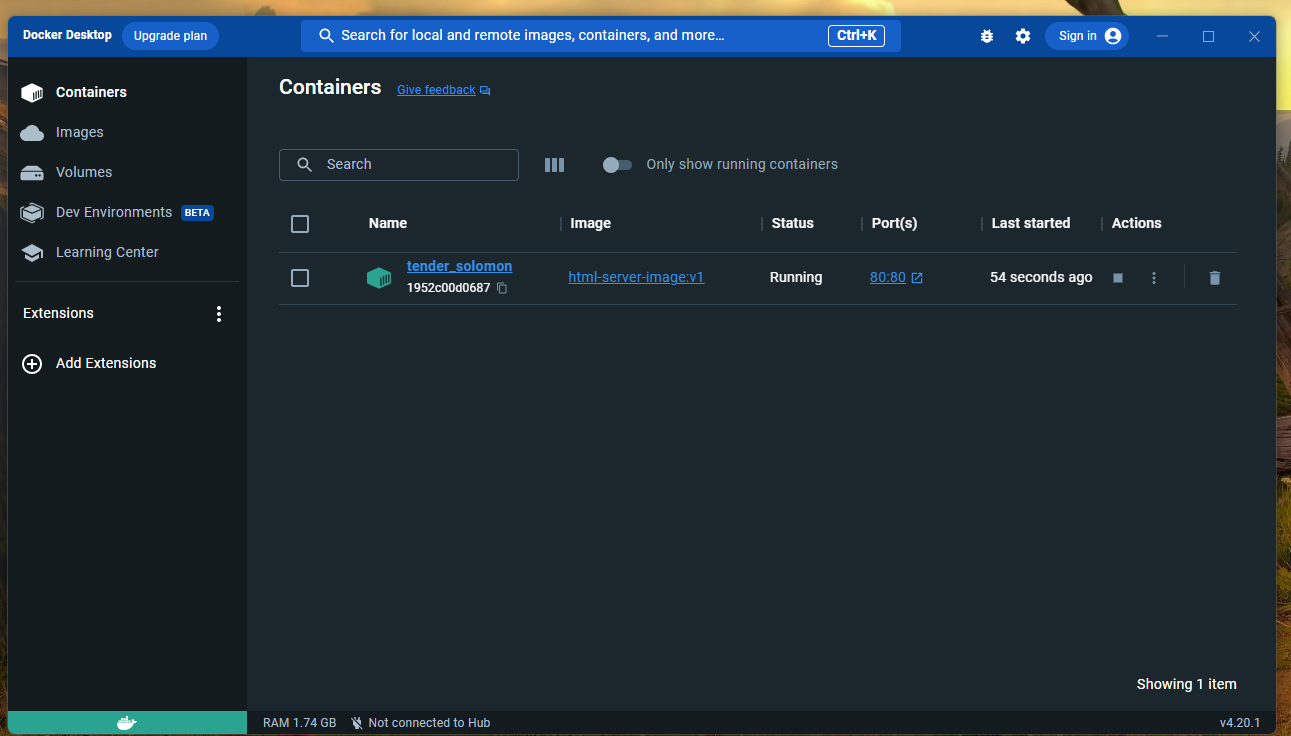 Docker Desktop Upgrade plan Search for local and remote images, containers, and more... Ctrl+K Sign in
Containers
Images
Volumes
Dev Environments BETA
Learning Center
Extensions
Add Extensions
Containers Give feedback
Search Only show running containers
Name Image Status Port(s) Last started Actions
tender_solomon
1952c00d0687
html-server-image:v1 Running 80:80 54 seconds ago
Showing 1 item
RAM 1.74 GB Not connected to Hub v4.20.1